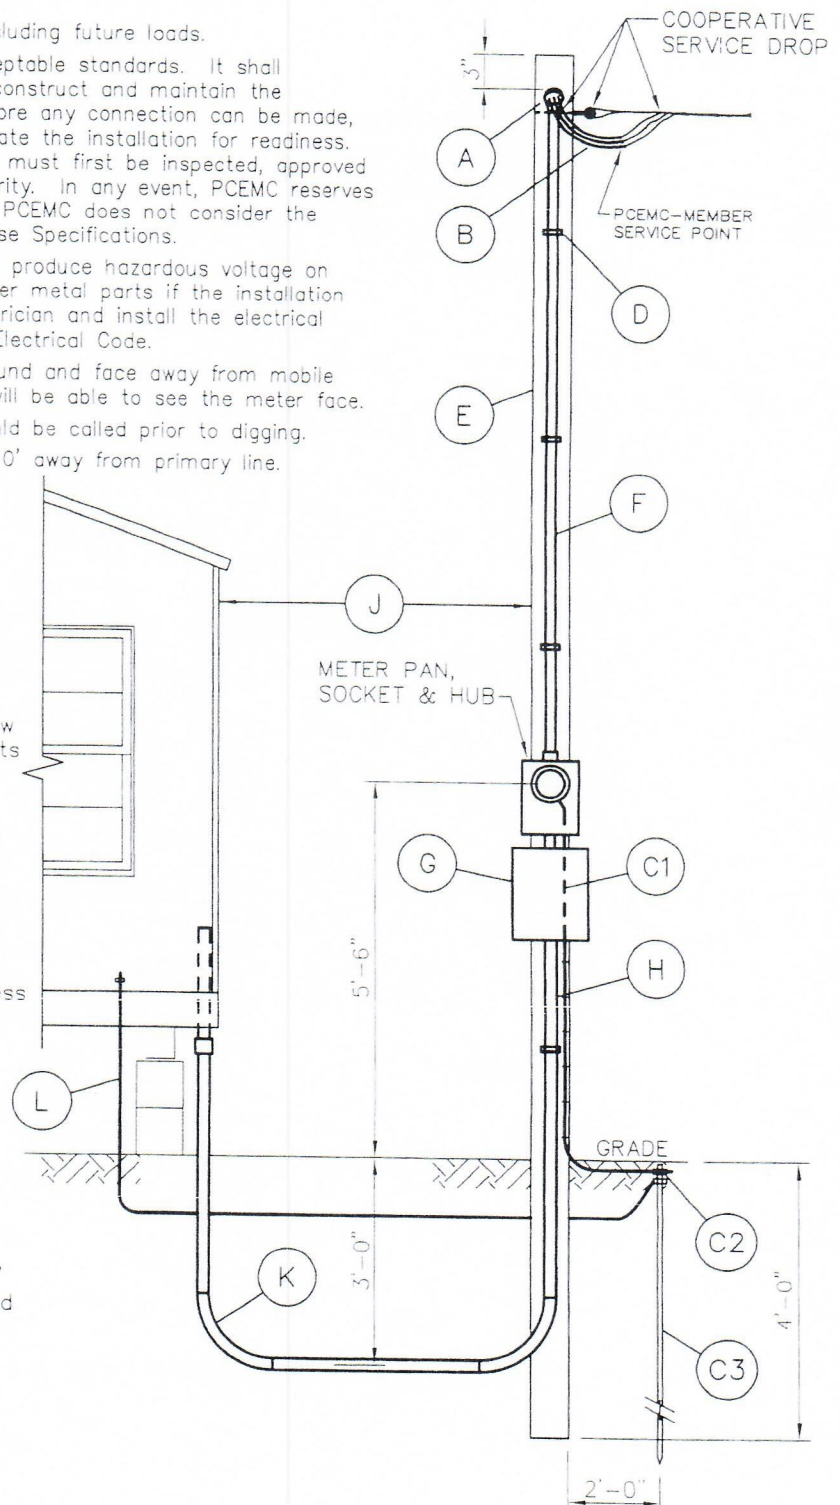 luding future loads.
eptable standards. It shall
construct and maintain the
ore any connection can be made,
ate the installation for readiness.
must first be inspected, approved
rity. In any event, PCEMC reserves
PCEMC does not consider the
se Specifications.
produce hazardous voltage on
er metal parts if the installation
rician and install the electrical
Electrical Code.
und and face away from mobile
will be able to see the meter face.
ld be called prior to digging.
0' away from primary line.
COOPERATIVE
SERVICE DROP
3"
A
B
PCEMC-MEMBER
SERVICE POINT
D
E
F
J
METER PAN,
SOCKET & HUB
w
ts
G
C1
5'-6"
H
ess
L
GRADE
C2
3'-0"
K
d
4'-0"
C3
2'-0"